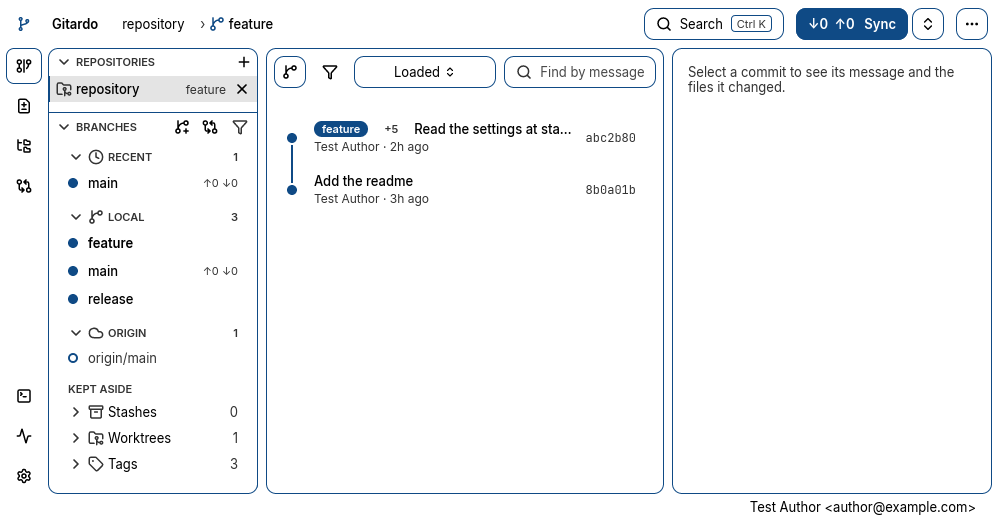 Gitardo repository feature Search Ctrl K ↓0 ↑0 Sync
REPOSITORIES
repository feature
BRANCHES
RECENT 1
main ↑0 ↓0
LOCAL 3
feature
main ↑0 ↓0
release
ORIGIN 1
origin/main
KEPT ASIDE
Stashes 0
Worktrees 1
Tags 3
Loaded Find by message
feature +5 Read the settings at sta... abc2b80
Test Author · 2h ago
Add the readme 8b0a01b
Test Author · 3h ago
Select a commit to see its message and the
files it changed.
Test Author <author@example.com>